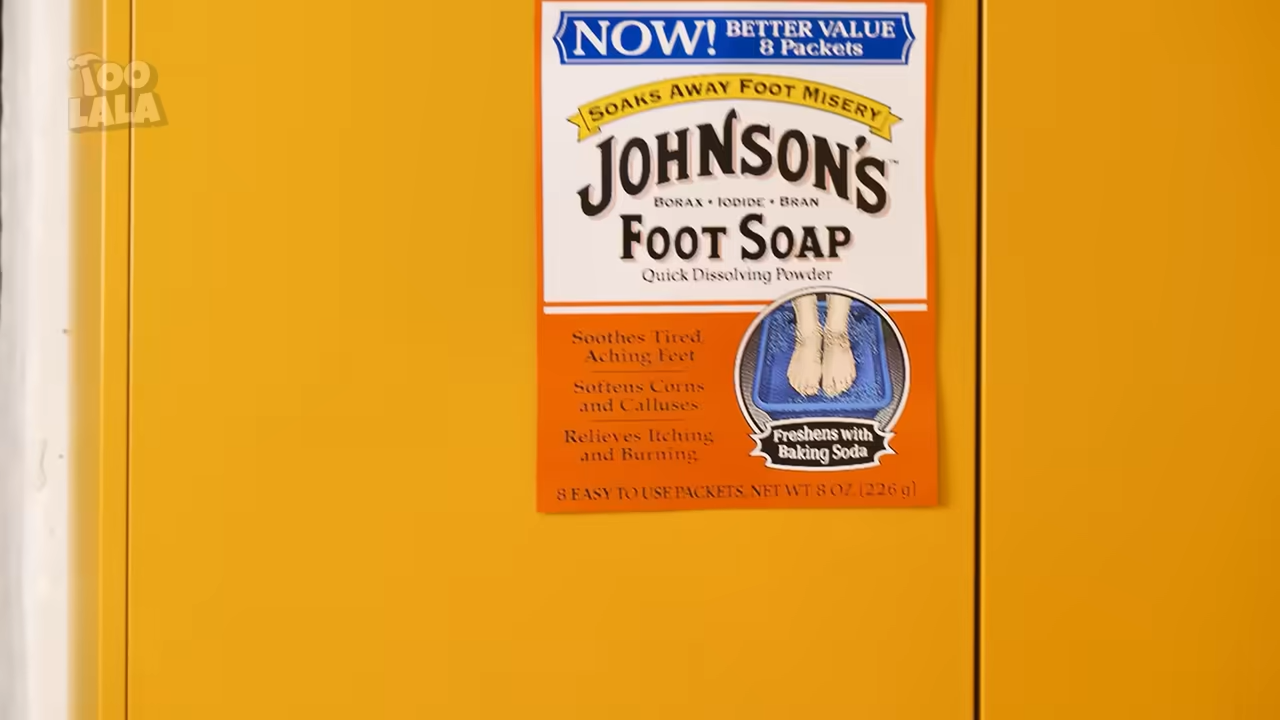 TOO
LALA
NOW! BETTER VALUE
8 Packets
SOAKS AWAY FOOT MISERY
JOHNSON'S™
BORAX • IODIDE • BRAN
FOOT SOAP
Quick Dissolving Powder
Soothes Tired,
Aching Feet
Softens Corns
and Calluses
Relieves Itching
and Burning
Freshens with
Baking Soda
8 EASY TO USE PACKETS, NET WT 8 OZ. (226 g)